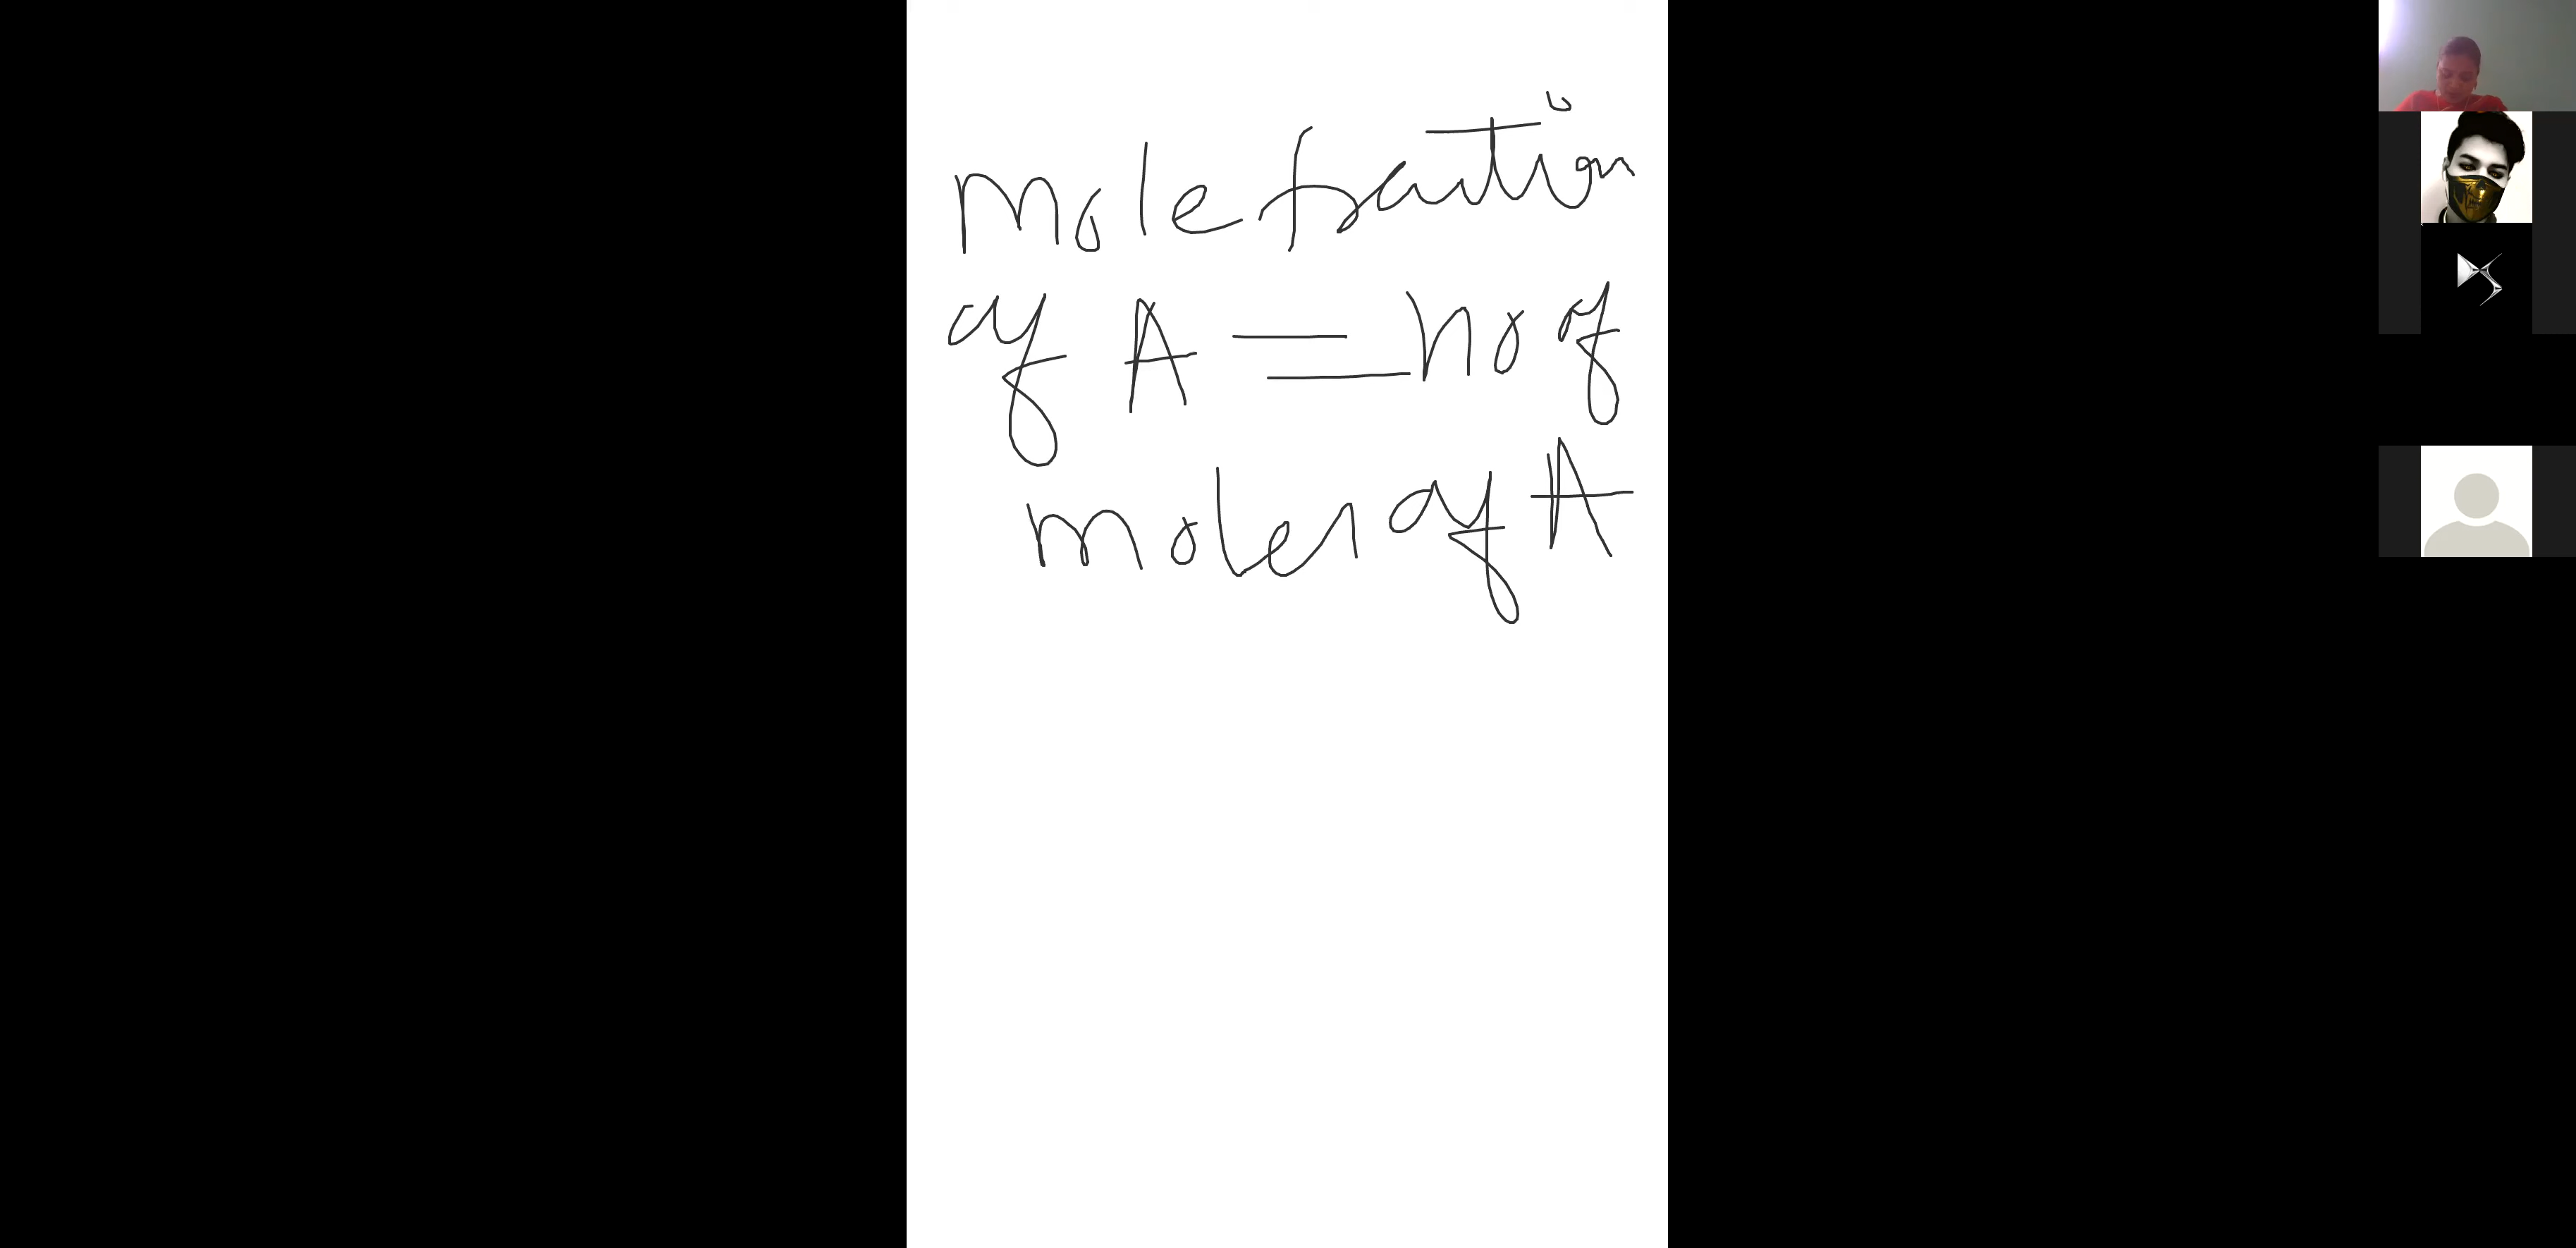 Mole fraction
of A = no of
moles of A